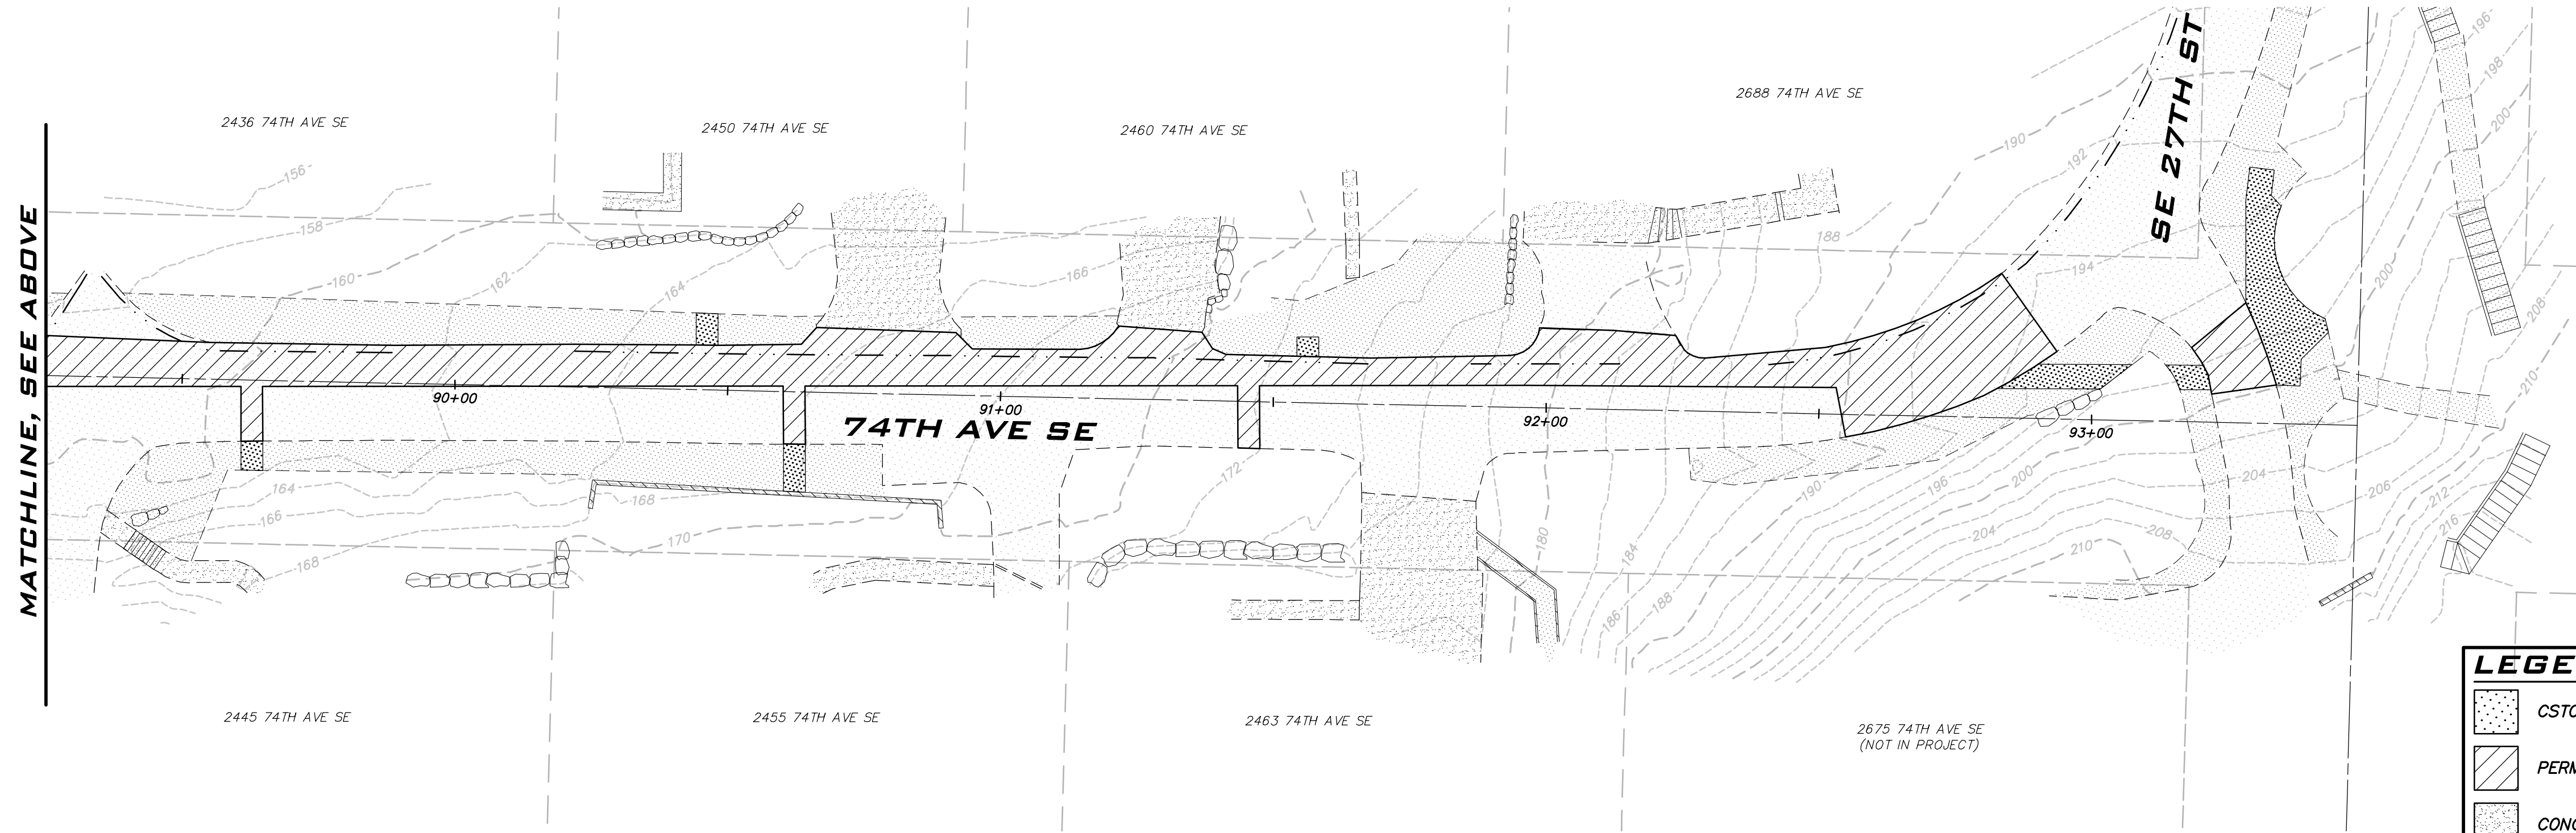 2436 74TH AVE SE
2450 74TH AVE SE
2460 74TH AVE SE
2688 74TH AVE SE
SE 27TH ST
MATCHLINE, SEE ABOVE
196
198
200
190
192
156
158
160
162
164
166
188
194
200
208
210
90+00
91+00
92+00
93+00
74TH AVE SE
172
164
166
168
168
170
180
184
186
188
190
196
200
204
208
210
204
206
212
216
2445 74TH AVE SE
2455 74TH AVE SE
2463 74TH AVE SE
2675 74TH AVE SE
(NOT IN PROJECT)
LEGE
CSTC
PERM
CONC